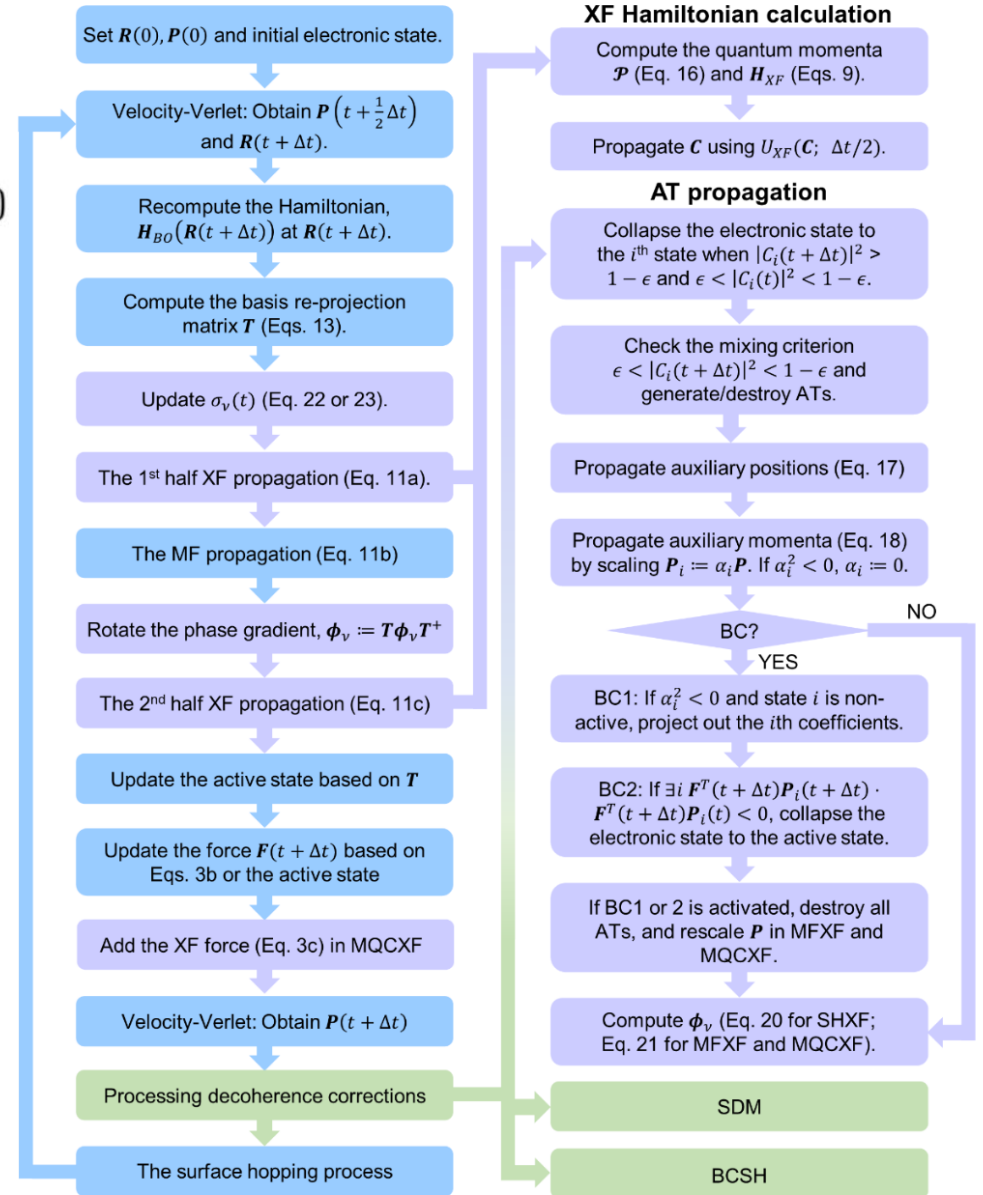 Set R(0), P(0) and initial electronic state.
Velocity-Verlet: Obtain P(t + ½Δt)
and R(t + Δt).
)
Recompute the Hamiltonian,
H_BO(R(t + Δt)) at R(t + Δt).
Compute the basis re-projection
matrix T (Eqs. 13).
Update σ_ν(t) (Eq. 22 or 23).
The 1st half XF propagation (Eq. 11a).
The MF propagation (Eq. 11b)
Rotate the phase gradient, ϕ_ν ≔ Tϕ_νT⁺
The 2nd half XF propagation (Eq. 11c)
Update the active state based on T
Update the force F(t + Δt) based on
Eqs. 3b or the active state
Add the XF force (Eq. 3c) in MQCXF
Velocity-Verlet: Obtain P(t + Δt)
Processing decoherence corrections
The surface hopping process
XF Hamiltonian calculation
Compute the quantum momenta
𝓟 (Eq. 16) and H_XF (Eqs. 9).
Propagate C using U_XF(C; Δt/2).
AT propagation
Collapse the electronic state to
the ith state when |C_i(t + Δt)|² >
1 − ϵ and ϵ < |C_i(t)|² < 1 − ϵ.
Check the mixing criterion
ϵ < |C_i(t + Δt)|² < 1 − ϵ and
generate/destroy ATs.
Propagate auxiliary positions (Eq. 17)
Propagate auxiliary momenta (Eq. 18)
by scaling P_i ≔ α_iP. If α_i² < 0, α_i ≔ 0.
BC?
NO
YES
BC1: If α_i² < 0 and state i is non-
active, project out the ith coefficients.
BC2: If ∃i F^T(t + Δt)P_i(t + Δt) ·
F^T(t + Δt)P_i(t) < 0, collapse the
electronic state to the active state.
If BC1 or 2 is activated, destroy all
ATs, and rescale P in MFXF and
MQCXF.
Compute ϕ_ν (Eq. 20 for SHXF;
Eq. 21 for MFXF and MQCXF).
SDM
BCSH